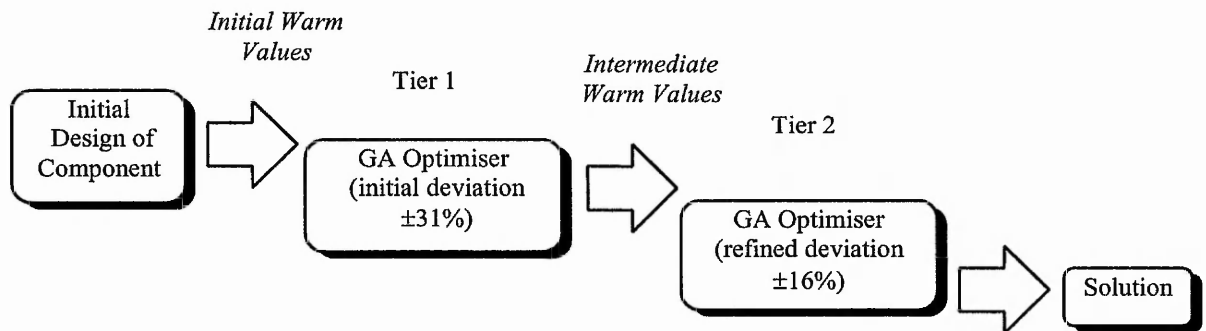 Initial Warm
Values
Initial
Design of
Component
Tier 1
GA Optimiser
(initial deviation
±31%)
Intermediate
Warm Values
Tier 2
GA Optimiser
(refined deviation
±16%)
Solution